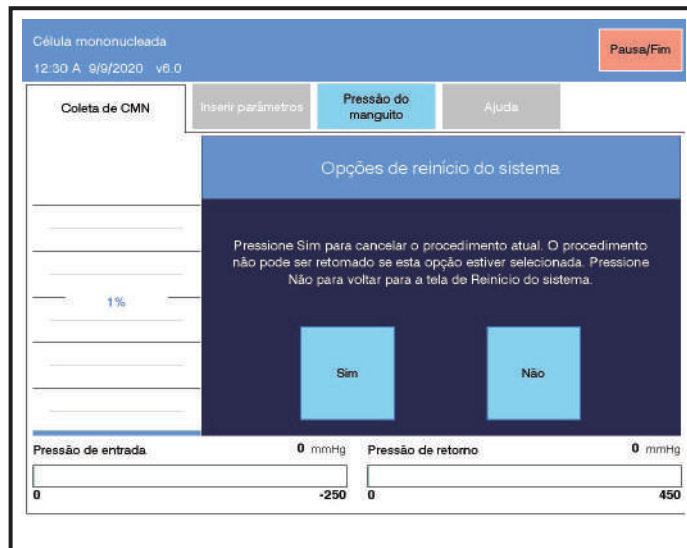 Célula mononucleada
12:30 A 9/9/2020 v6.0
Pausa/Fim
Coleta de CMN
Inserir parâmetros
Pressão do
manguito
Ajuda
Opções de reinício do sistema
Pressione Sim para cancelar o procedimento atual. O procedimento
não pode ser retomado se esta opção estiver selecionada. Pressione
Não para voltar para a tela de Reinício do sistema.
1%
Sim
Não
Pressão de entrada 0 mmHg
Pressão de retorno 0 mmHg
0 -250
0 450